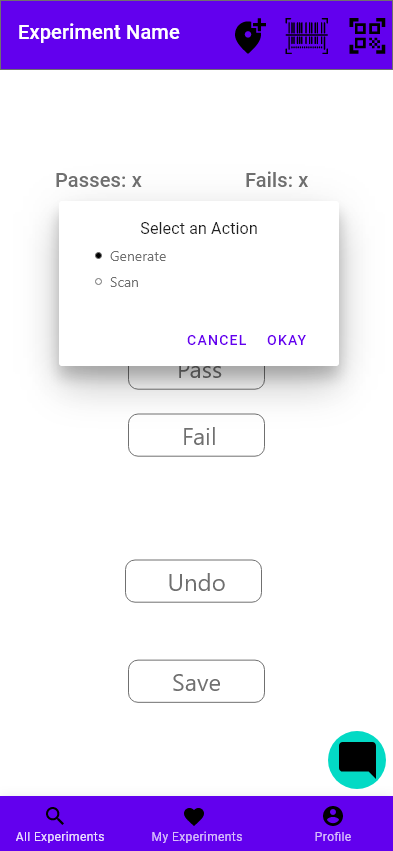 Experiment Name
Passes: x
Fails: x
Select an Action
Generate
Scan
CANCEL
OKAY
Pass
Fail
Undo
Save
All Experiments
My Experiments
Profile